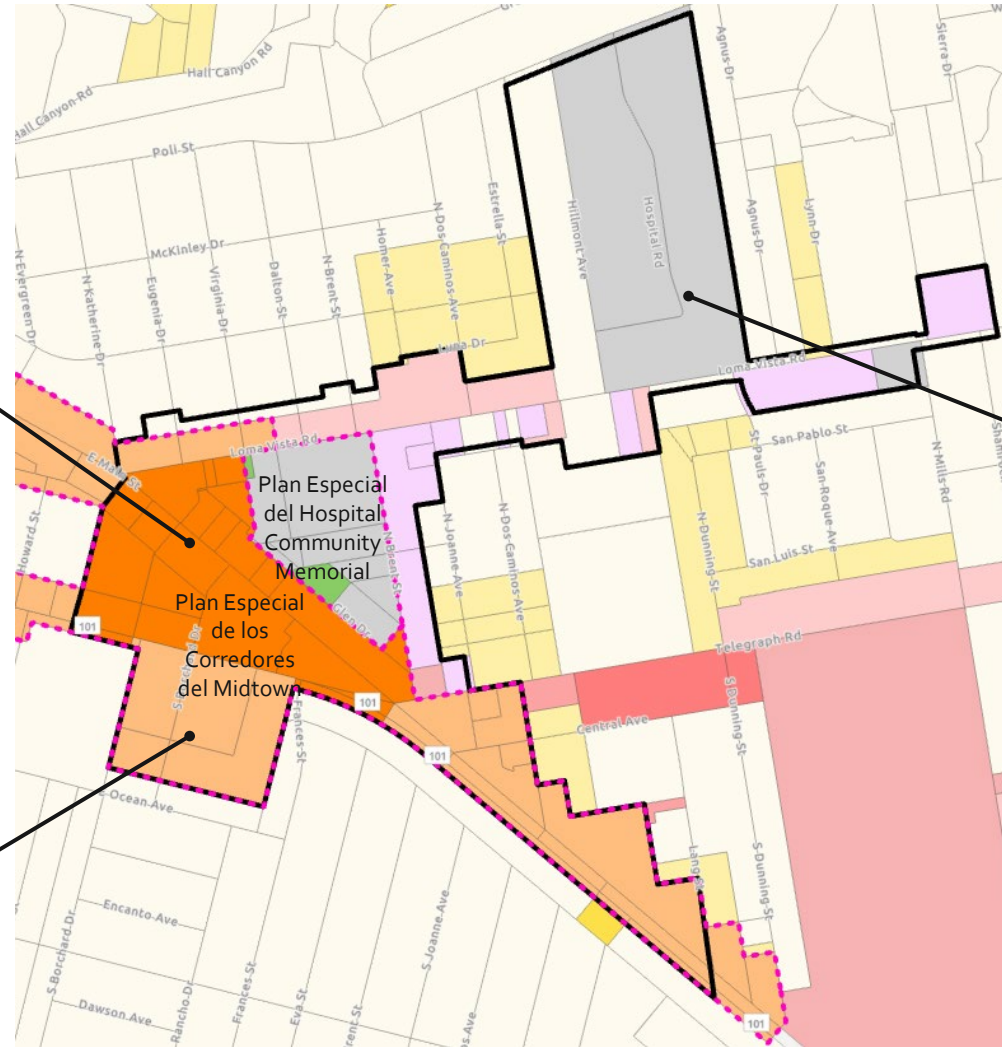 Hall Canyon Rd
Hall Canyon Rd
Poli St
Agnus Dr
Sierra Dr
McKinley Dr
N Evergreen Dr
N Katherine Dr
Eugenia Dr
Virginia Dr
Dalton St
N Brent St
Homer Ave
N Dos Caminos Ave
Estrella St
Hillmont Ave
Hospital Rd
Agnus Dr
Lynn Dr
Luna Dr
Loma Vista Rd
Loma Vista Rd
E Main St
Howard St
Plan Especial
del Hospital
Community
Memorial
N Brent St
N Joanne Ave
N Dos Caminos Ave
N Dunning St
St Pauls Dr
San Pablo St
San Roque Ave
N Mills Rd
San Luis St
Glen Dr
Plan Especial
de los
Corredores
del Midtown
101
Telegraph Rd
S Frances St
101
101
Central Ave
S Dunning St
E Ocean Ave
Lang St
S Dunning St
Encanto Ave
S Borchard Dr
Dawson Ave
Rancho Dr
Frances St
Eva St
S Joanne Ave
101